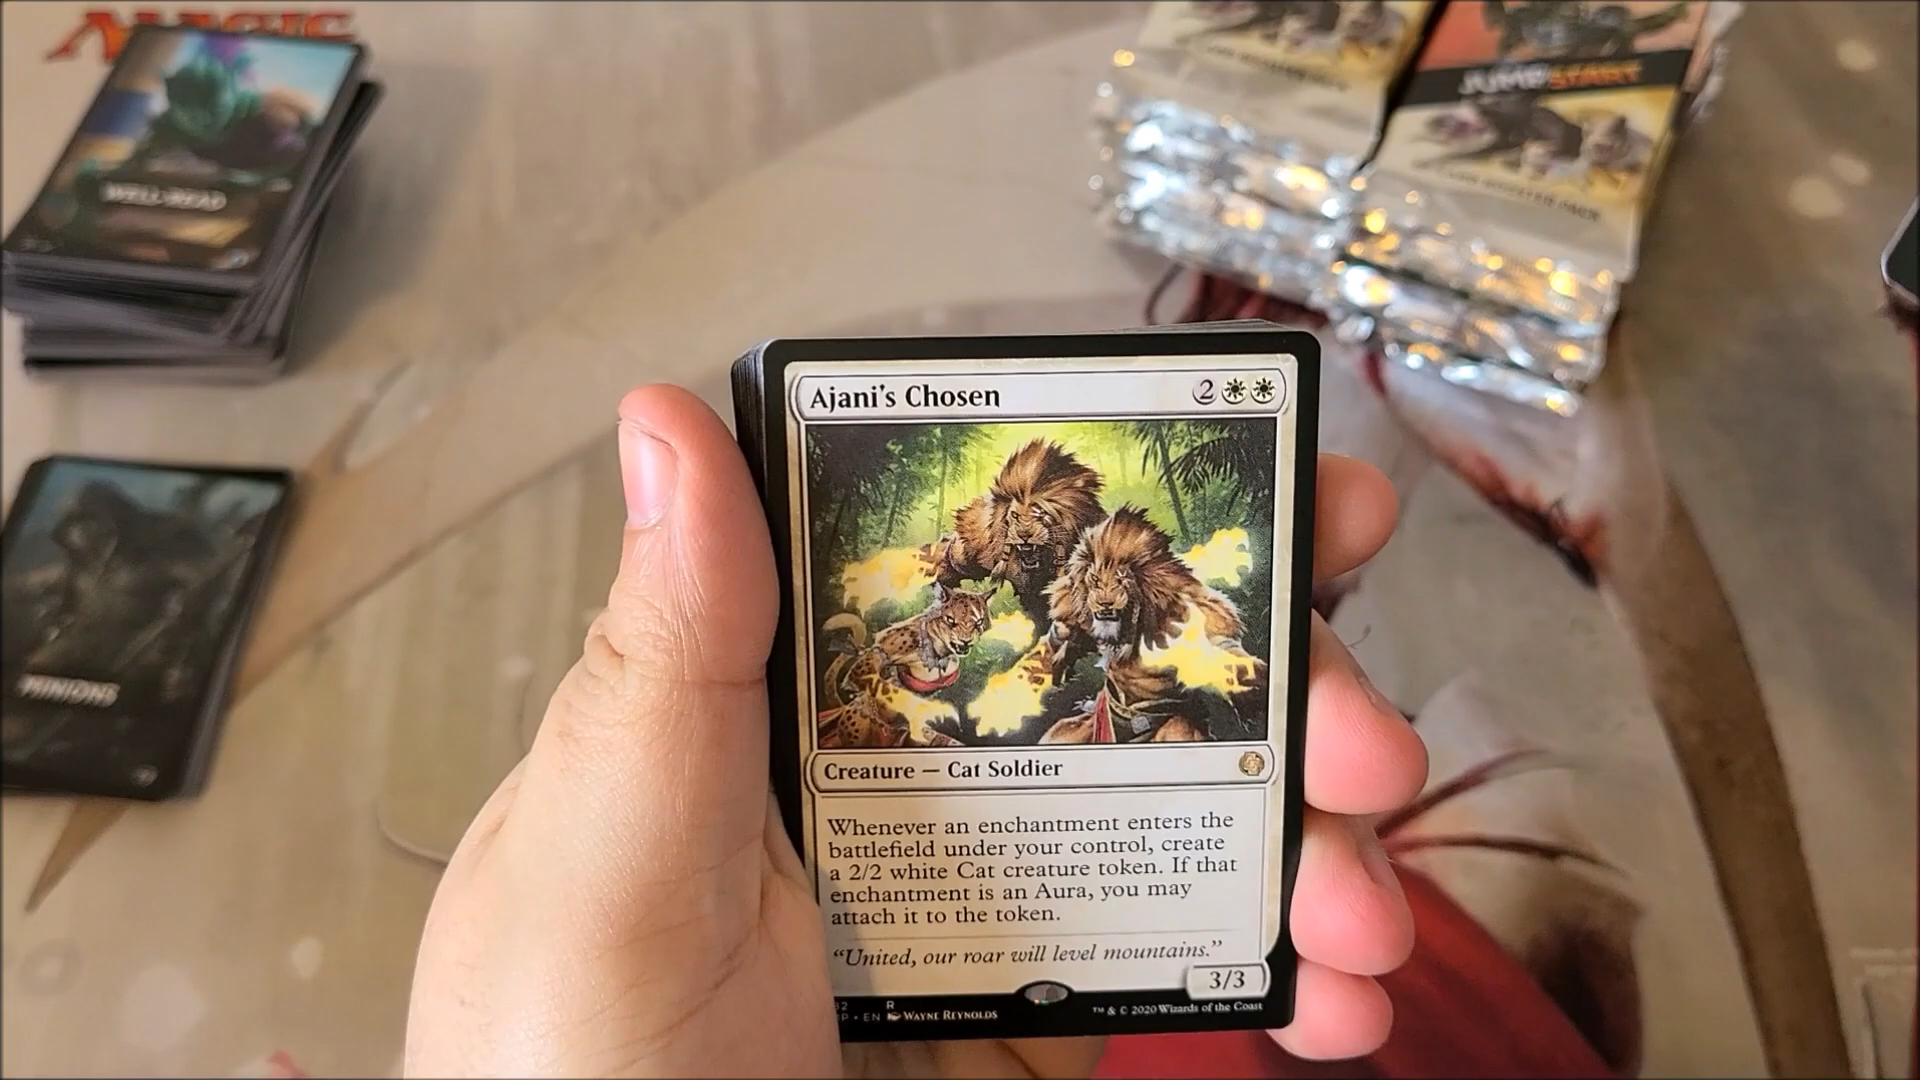 MAGIC
WELL-READ
JUMPSTART
MINIONS
Ajani's Chosen
2
Creature — Cat Soldier
Whenever an enchantment enters the
battlefield under your control, create
a 2/2 white Cat creature token. If that
enchantment is an Aura, you may
attach it to the token.
“United, our roar will level mountains.”
3/3
R
EN WAYNE REYNOLDS
™ & © 2020 Wizards of the Coast